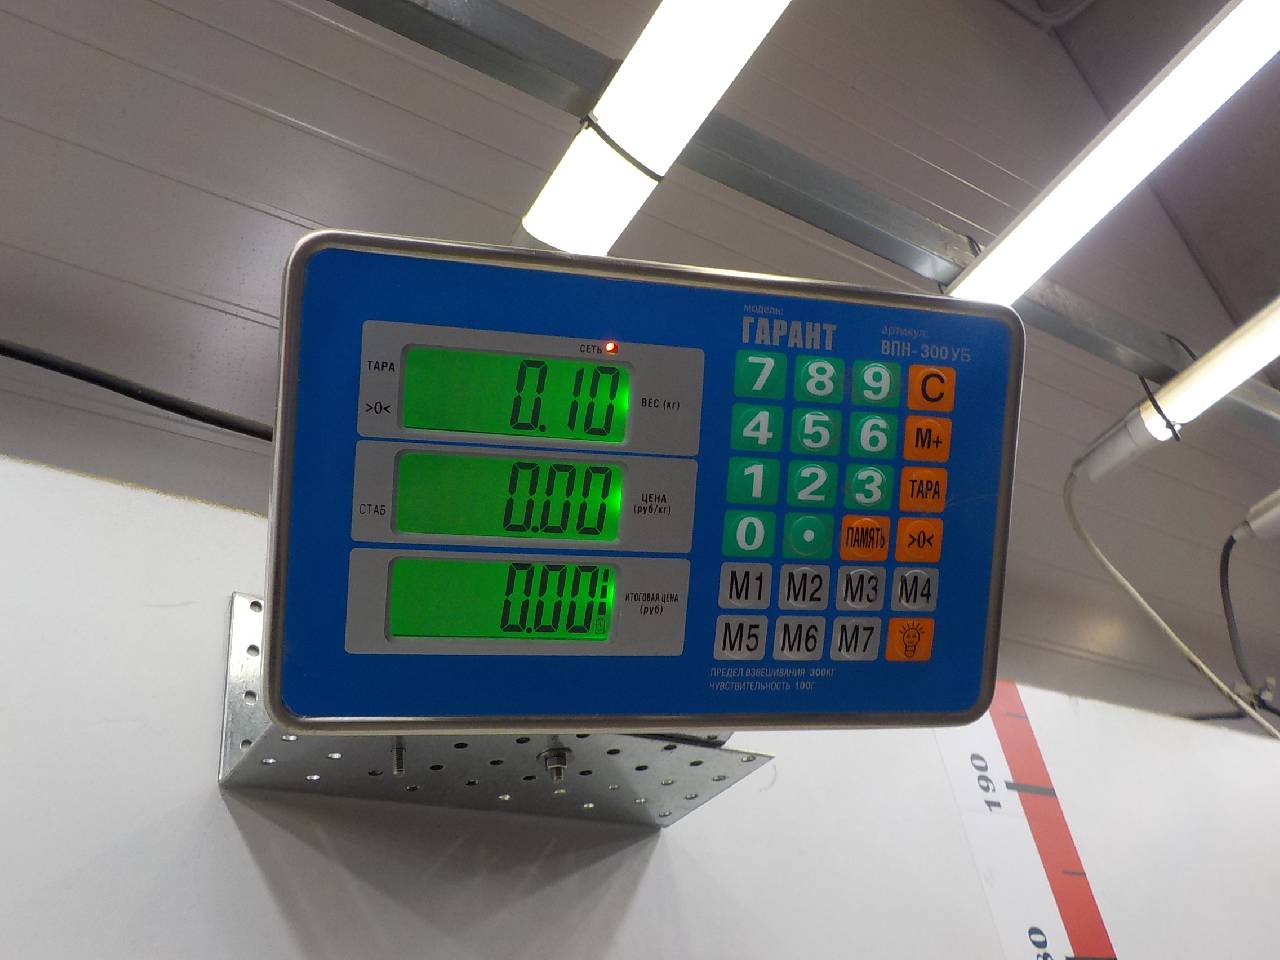 модель:
ГАРАНТ
артикул:
ВПН-300УБ
СЕТЬ
ТАРА
>0<
0.10
ВЕС (кг)
СТАБ
0.00
ЦЕНА
(руб/кг)
0.00
ИТОГОВАЯ ЦЕНА
(руб)
7 8 9 C
4 5 6 M+
1 2 3 ТАРА
0 • ПАМЯТЬ >0<
M1 M2 M3 M4
M5 M6 M7
ПРЕДЕЛ ВЗВЕШИВАНИЯ 300КГ
ЧУВСТВИТЕЛЬНОСТЬ 100Г
190